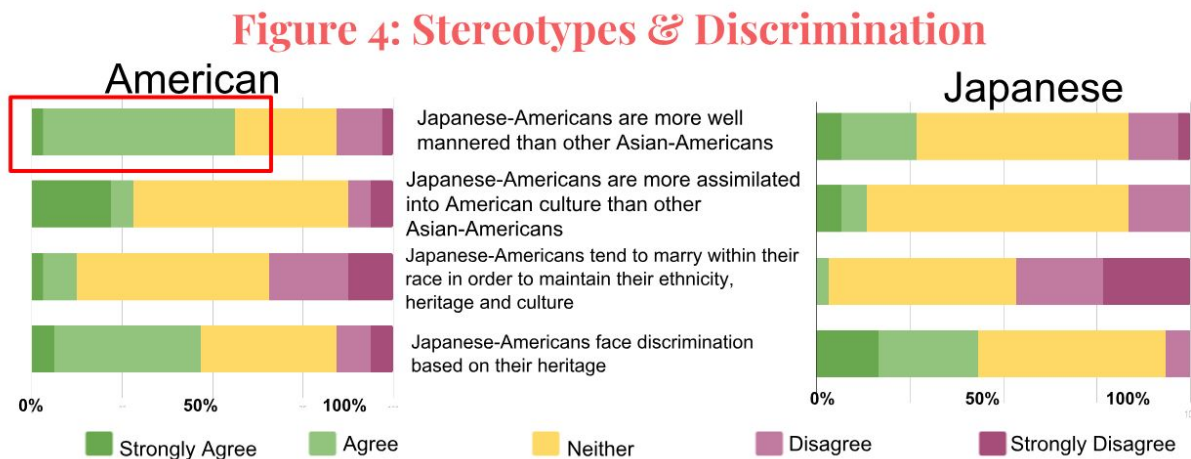 Figure 4: Stereotypes & Discrimination
American
Japanese
Japanese-Americans are more well
mannered than other Asian-Americans
Japanese-Americans are more assimilated
into American culture than other
Asian-Americans
Japanese-Americans tend to marry within their
race in order to maintain their ethnicity,
heritage and culture
Japanese-Americans face discrimination
based on their heritage
0% 50% 100%
0% 50% 100%
Strongly Agree Agree Neither Disagree Strongly Disagree